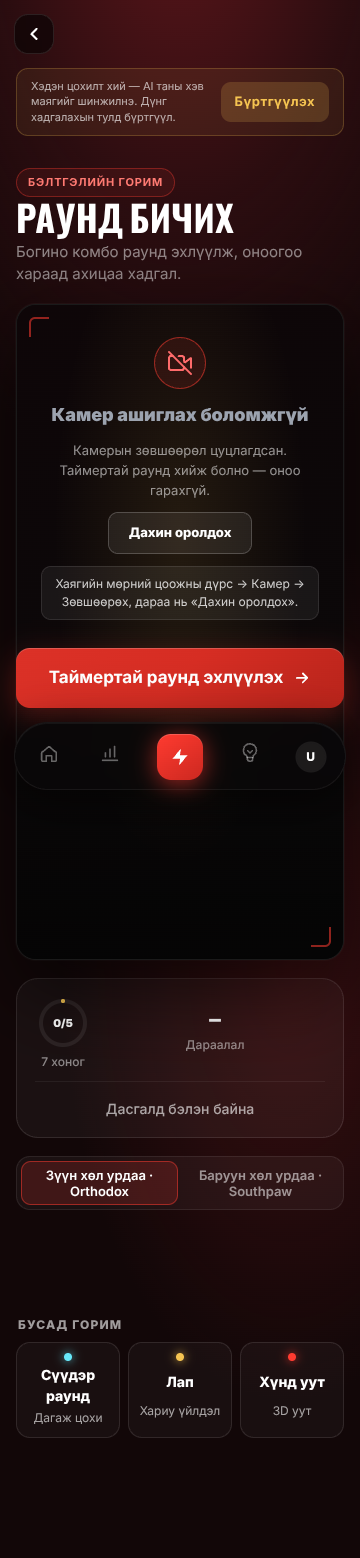 Хэдэн цохилт хий — AI таны хэв
маягийг шинжилнэ. Дүнг
хадгалахын тулд бүртгүүл.
Бүртгүүлэх
БЭЛТГЭЛИЙН ГОРИМ
РАУНД БИЧИХ
Богино комбо раунд эхлүүлж, онооgoо
хараад ахицаа хадгал.
Камер ашиглах боломжгүй
Камерын зөвшөөрөл цуцлагдсан.
Таймертай раунд хийж болно — оноо
гарахгүй.
Дахин оролдох
Хаягийн мөрний цоожны дүрс → Камер →
Зөвшөөрөх, дараа нь «Дахин оролдох».
Таймертай раунд эхлүүлэх →
U
0/5
7 хоног
–
Дараалал
Дасгалд бэлэн байна
Зүүн хөл урдаа ·
Orthodox
Баруун хөл урдаа ·
Southpaw
БУСАД ГОРИМ
Сүүдэр
раунд
Дагаж цохи
Лап
Хариу үйлдэл
Хүнд уут
3D уут